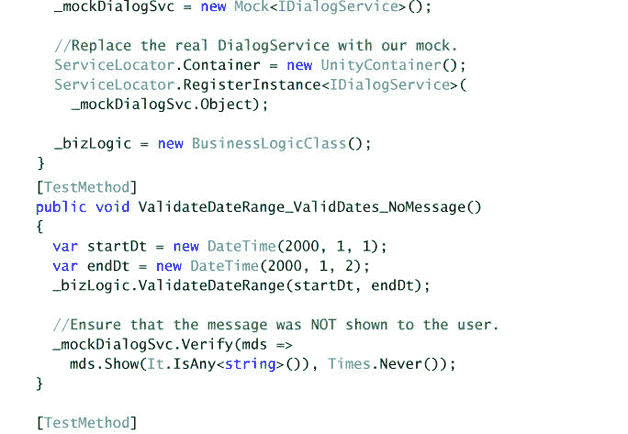 _mockDialogSvc = new Mock<IDialogService>();
//Replace the real DialogService with our mock.
ServiceLocator.Container = new UnityContainer();
ServiceLocator.RegisterInstance<IDialogService>(
_mockDialogSvc.Object);
_bizLogic = new BusinessLogicClass();
}
[TestMethod]
public void ValidateDateRange_ValidDates_NoMessage()
{
var startDt = new DateTime(2000, 1, 1);
var endDt = new DateTime(2000, 1, 2);
_bizLogic.ValidateDateRange(startDt, endDt);
//Ensure that the message was NOT shown to the user.
_mockDialogSvc.Verify(mds =>
mds.Show(It.IsAny<string>()), Times.Never());
}
[TestMethod]